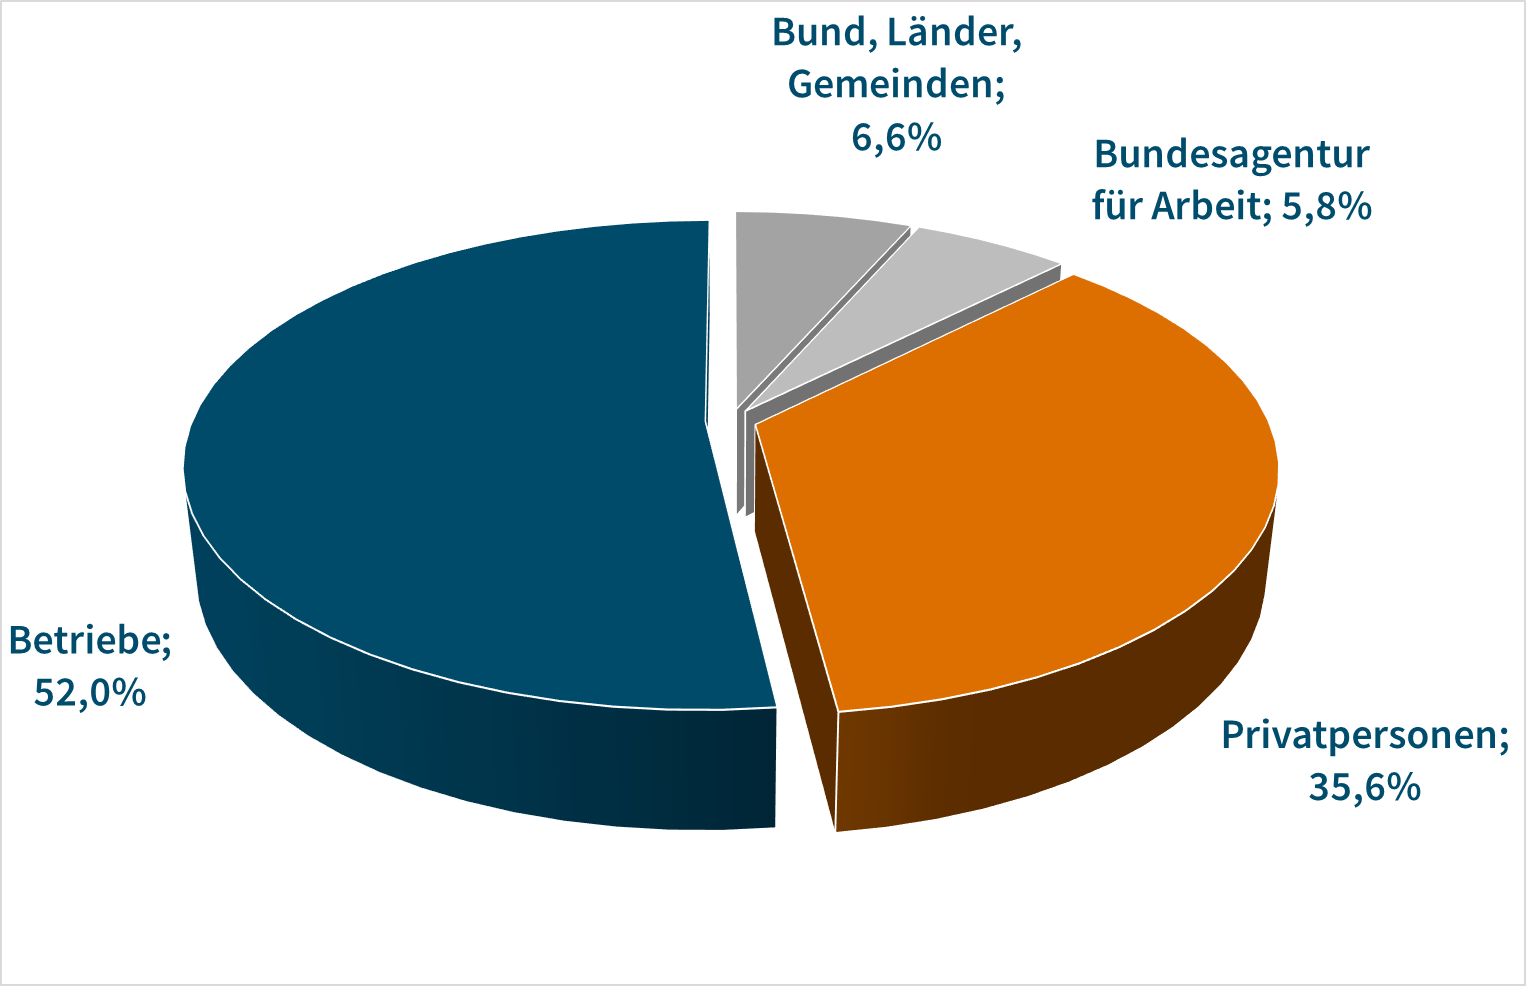 Bund, Länder,
Gemeinden;
6,6%
Bundesagentur
für Arbeit; 5,8%
Betriebe;
52,0%
Privatpersonen;
35,6%